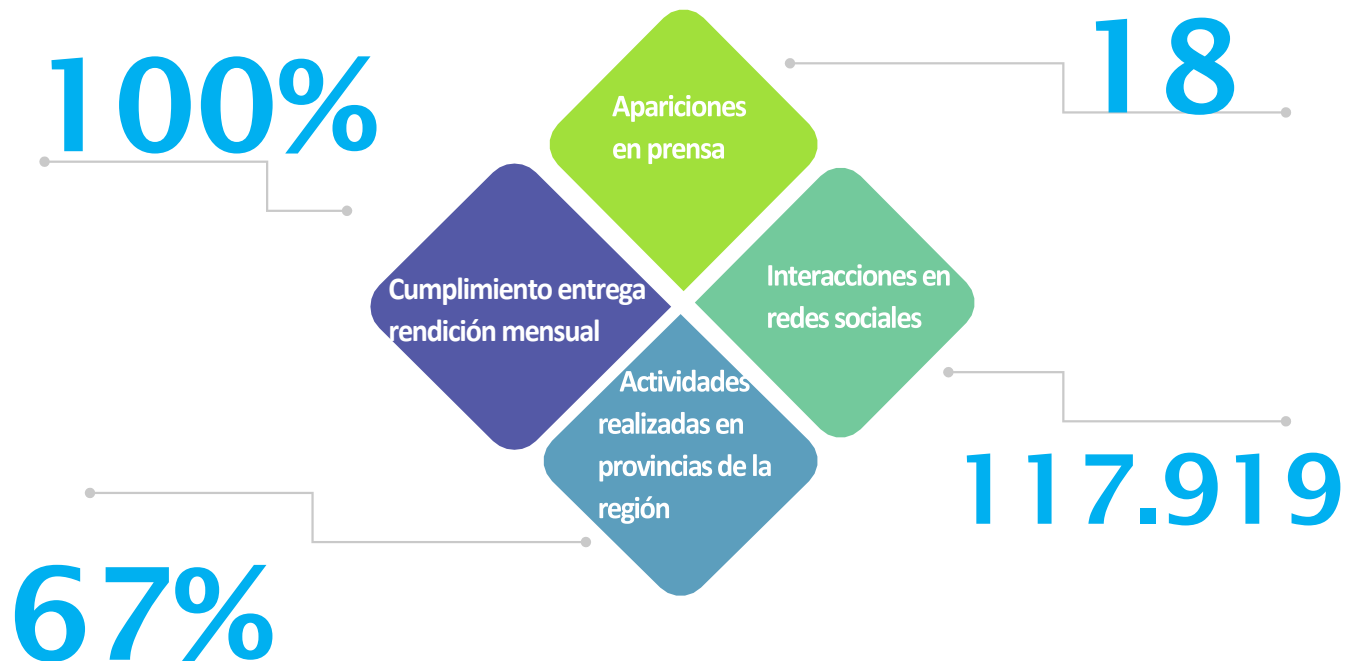 100%
Apariciones
en prensa
18
Cumplimiento entrega
rendición mensual
Interacciones en
redes sociales
117.919
Actividades
realizadas en
provincias de la
región
67%